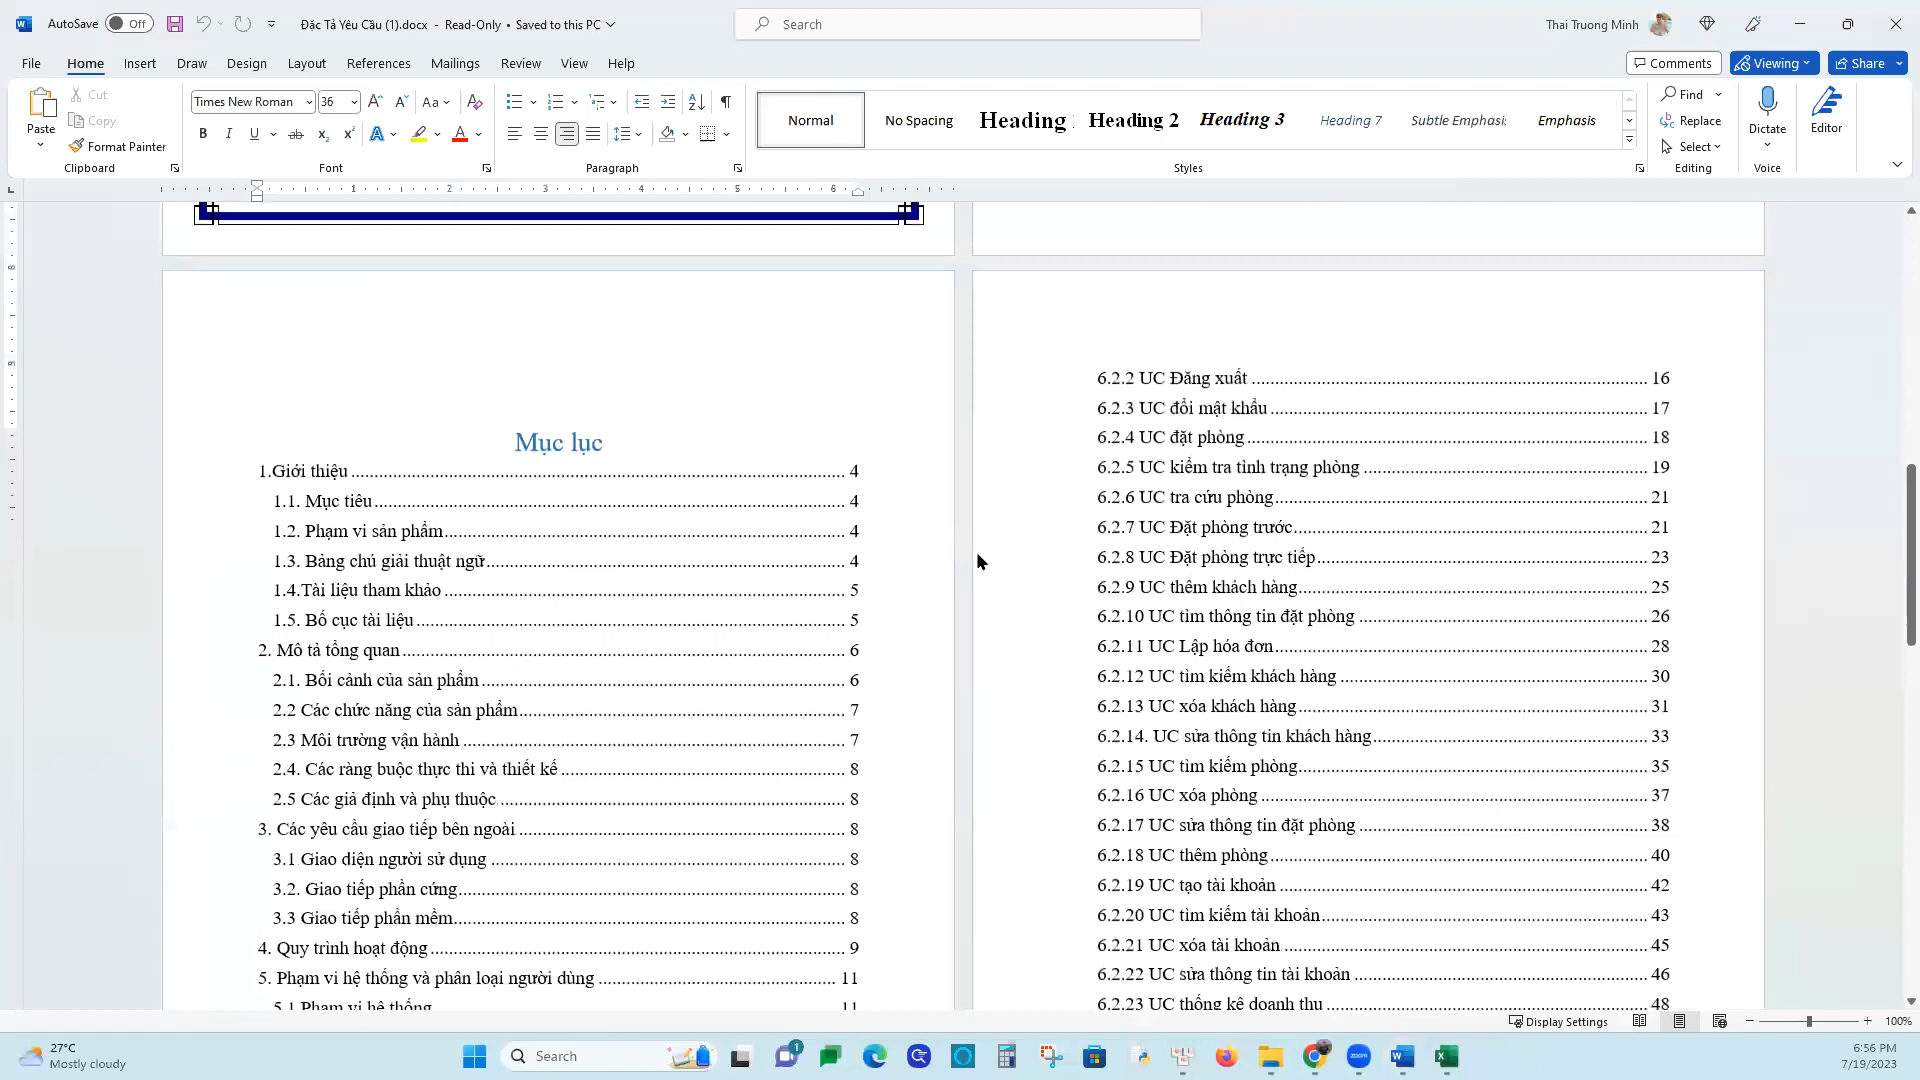 AutoSave Off Đặc Tả Yêu Cầu (1).docx - Read-Only • Saved to this PC Search Thai Truong Minh
File Home Insert Draw Design Layout References Mailings Review View Help Comments Viewing Share
Paste Cut Copy Format Painter
Times New Roman 36
Normal No Spacing Heading Heading 2 Heading 3 Heading 7 Subtle Emphasis Emphasis
Find Replace Select
Dictate Editor
Clipboard Font Paragraph Styles Editing Voice
1 2 3 4 5 6
Mục lục
1.Giới thiệu 4
1.1. Mục tiêu 4
1.2. Phạm vi sản phẩm 4
1.3. Bảng chú giải thuật ngữ 4
1.4.Tài liệu tham khảo 5
1.5. Bố cục tài liệu 5
2. Mô tả tổng quan 6
2.1. Bối cảnh của sản phẩm 6
2.2 Các chức năng của sản phẩm 7
2.3 Môi trường vận hành 7
2.4. Các ràng buộc thực thi và thiết kế 8
2.5 Các giả định và phụ thuộc 8
3. Các yêu cầu giao tiếp bên ngoài 8
3.1 Giao diện người sử dụng 8
3.2. Giao tiếp phần cứng 8
3.3 Giao tiếp phần mềm 8
4. Quy trình hoạt động 9
5. Phạm vi hệ thống và phân loại người dùng 11
5.1 Phạm vi hệ thống 11
6.2.2 UC Đăng xuất 16
6.2.3 UC đổi mật khẩu 17
6.2.4 UC đặt phòng 18
6.2.5 UC kiểm tra tình trạng phòng 19
6.2.6 UC tra cứu phòng 21
6.2.7 UC Đặt phòng trước 21
6.2.8 UC Đặt phòng trực tiếp 23
6.2.9 UC thêm khách hàng 25
6.2.10 UC tìm thông tin đặt phòng 26
6.2.11 UC Lập hóa đơn 28
6.2.12 UC tìm kiếm khách hàng 30
6.2.13 UC xóa khách hàng 31
6.2.14. UC sửa thông tin khách hàng 33
6.2.15 UC tìm kiếm phòng 35
6.2.16 UC xóa phòng 37
6.2.17 UC sửa thông tin đặt phòng 38
6.2.18 UC thêm phòng 40
6.2.19 UC tạo tài khoản 42
6.2.20 UC tìm kiếm tài khoản 43
6.2.21 UC xóa tài khoản 45
6.2.22 UC sửa thông tin tài khoản 46
6.2.23 UC thống kê doanh thu 48
Display Settings 100%
27°C
Mostly cloudy
Search
6:56 PM
7/19/2023